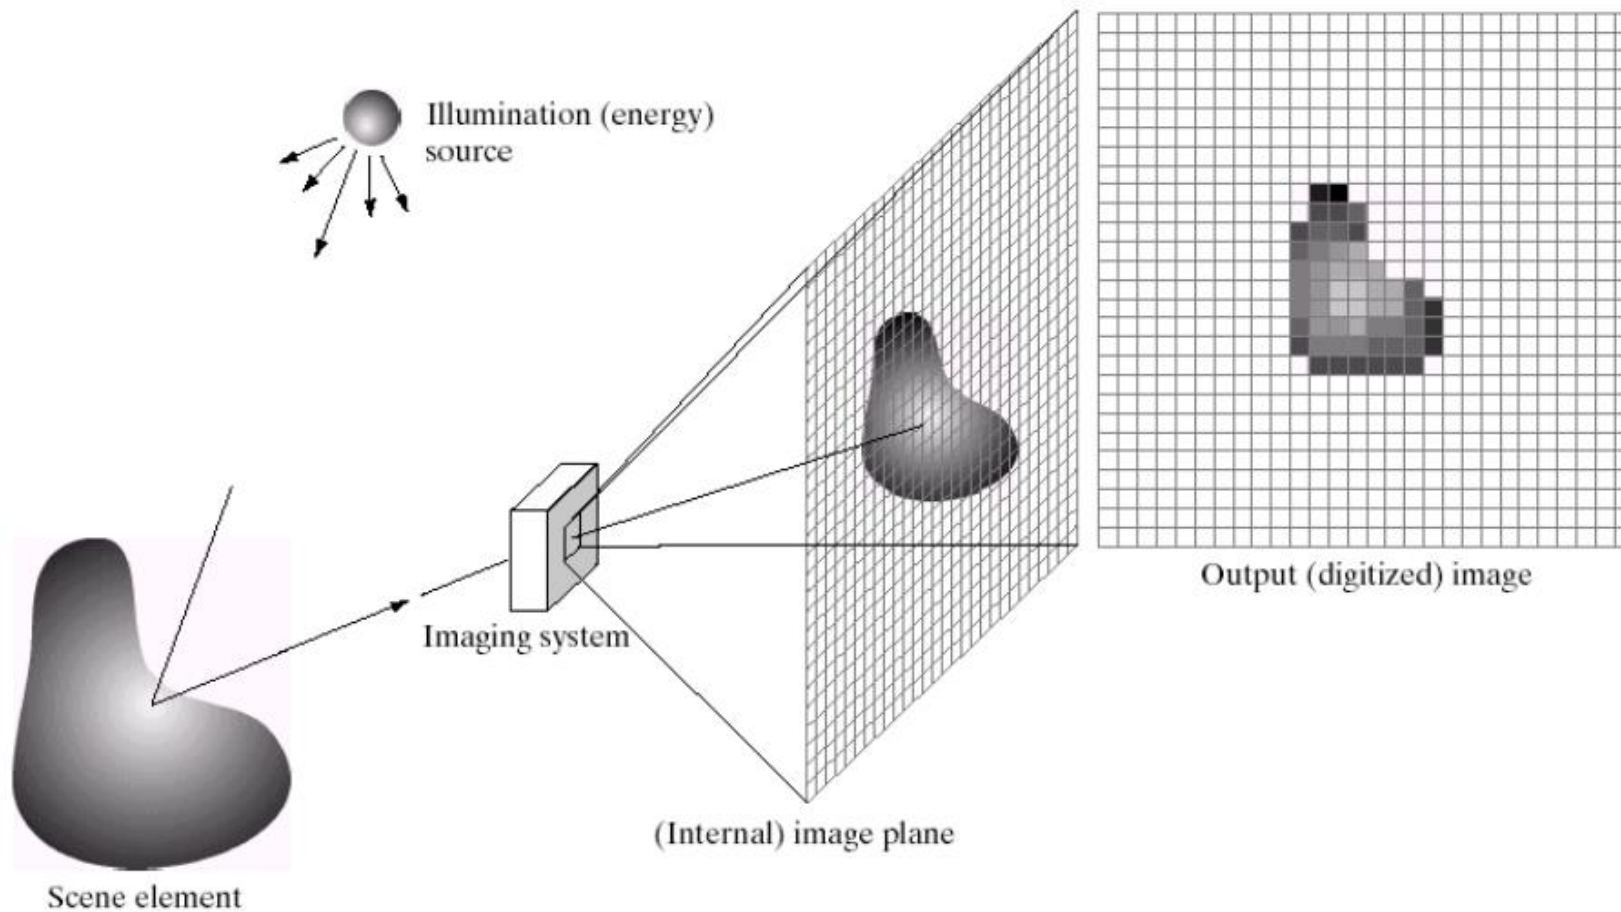 Illumination (energy)
source
Output (digitized) image
Imaging system
(Internal) image plane
Scene element